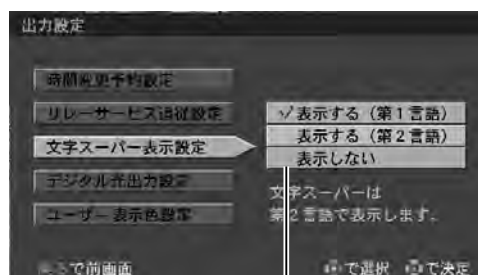 出力設定
時間変更予約設定
リレーサービス追従設定
文字スーパー表示設定
デジタル光出力設定
ユーザー表示色設定
✓表示する（第１言語）
表示する（第２言語）
表示しない
文字スーパーは
第２言語で表示します。
で前画面
で選択 で決定